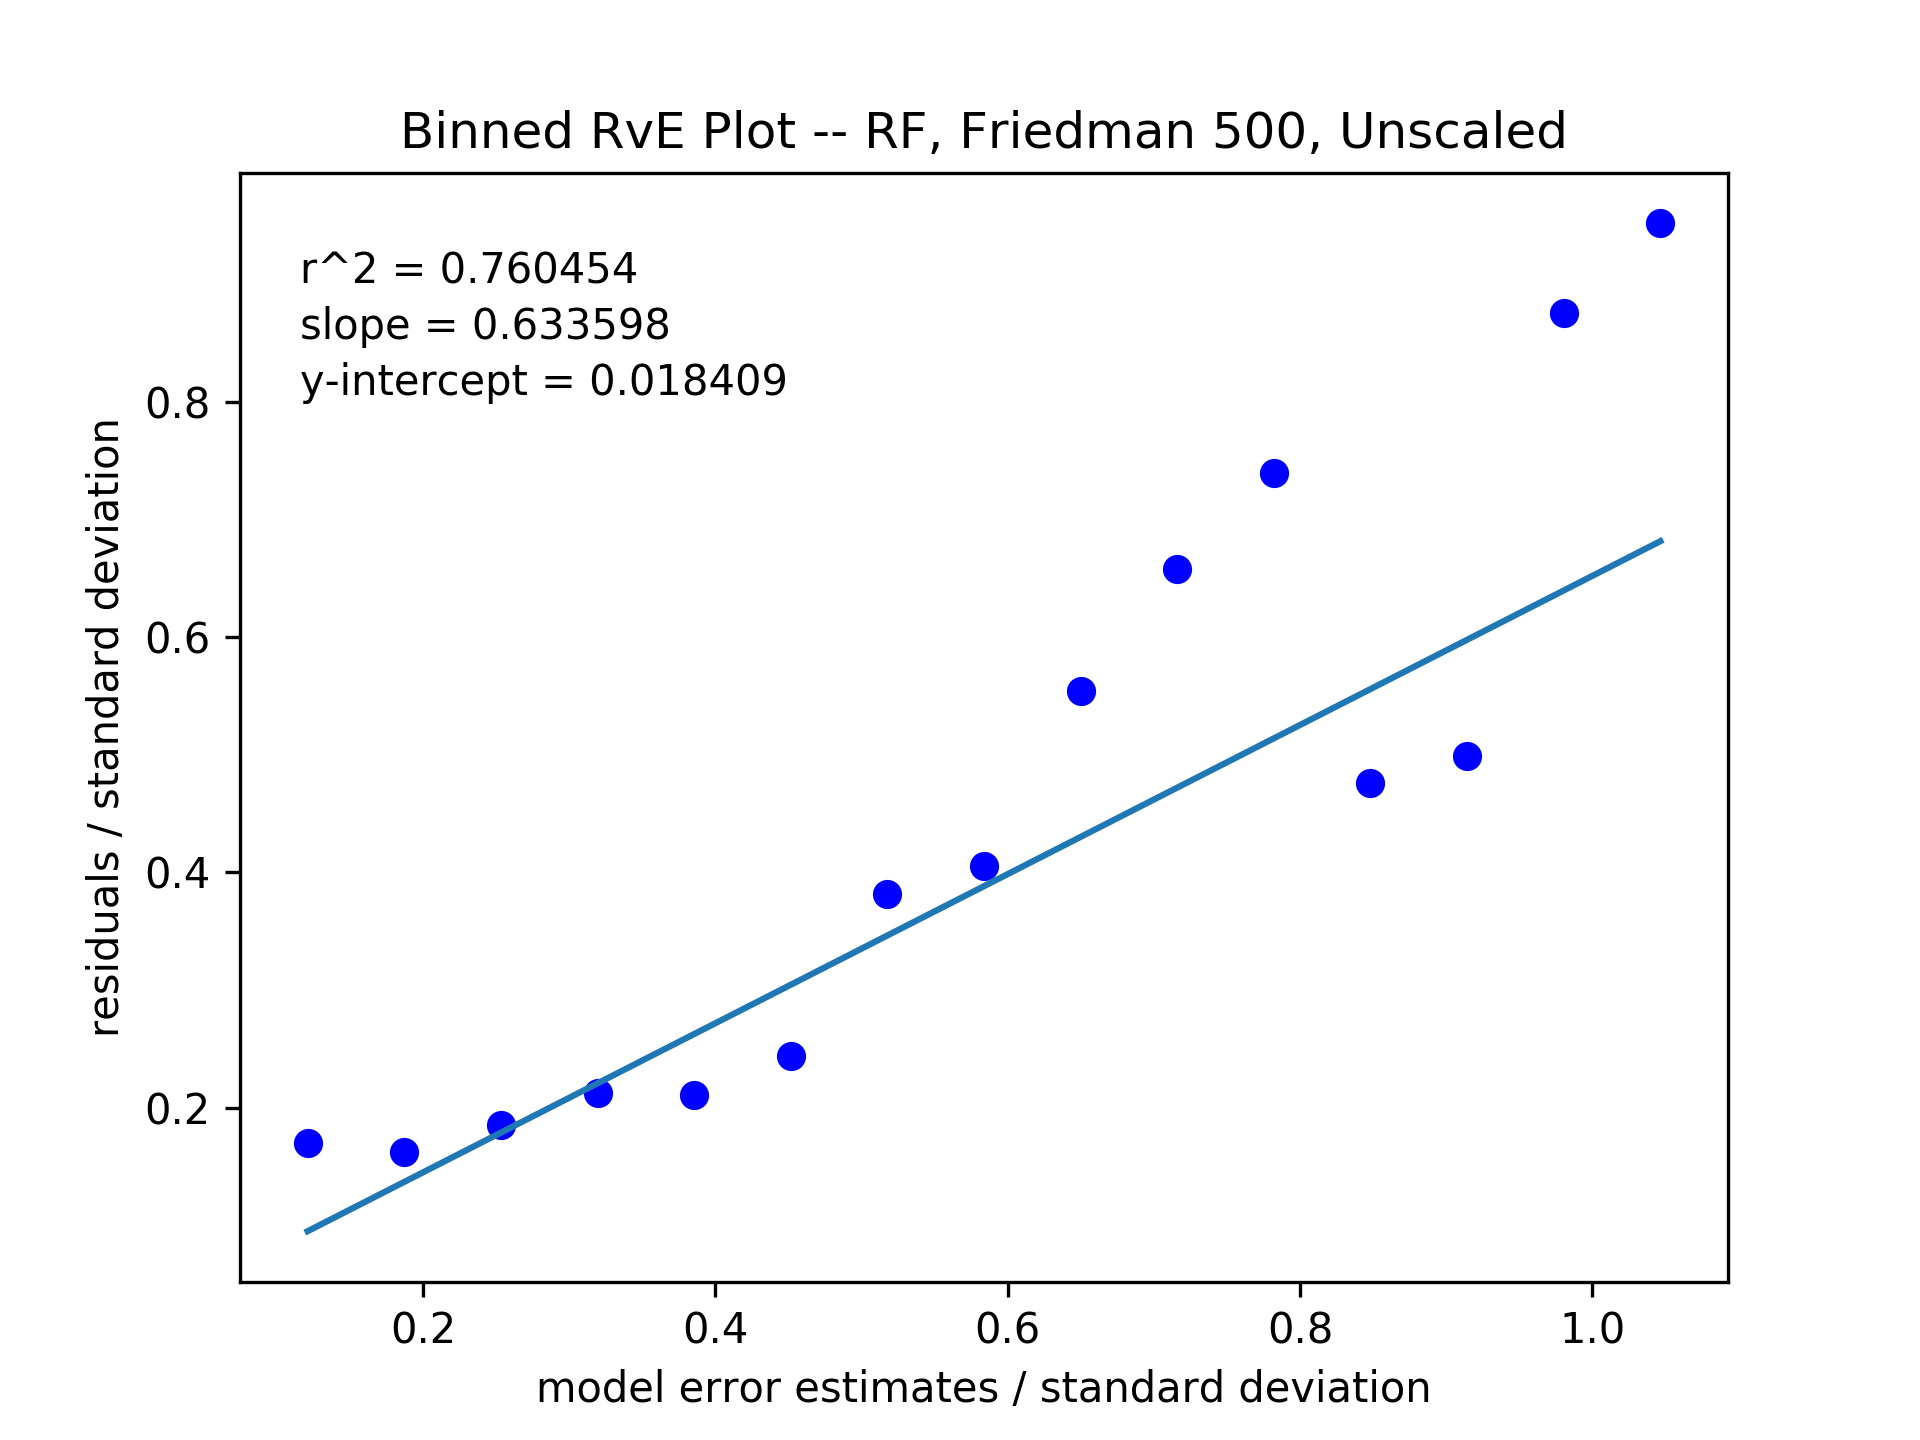 Binned RvE Plot -- RF, Friedman 500, Unscaled
r^2 = 0.760454
slope = 0.633598
y-intercept = 0.018409
0.8
0.6
0.4
0.2
residuals / standard deviation
0.2 0.4 0.6 0.8 1.0
model error estimates / standard deviation